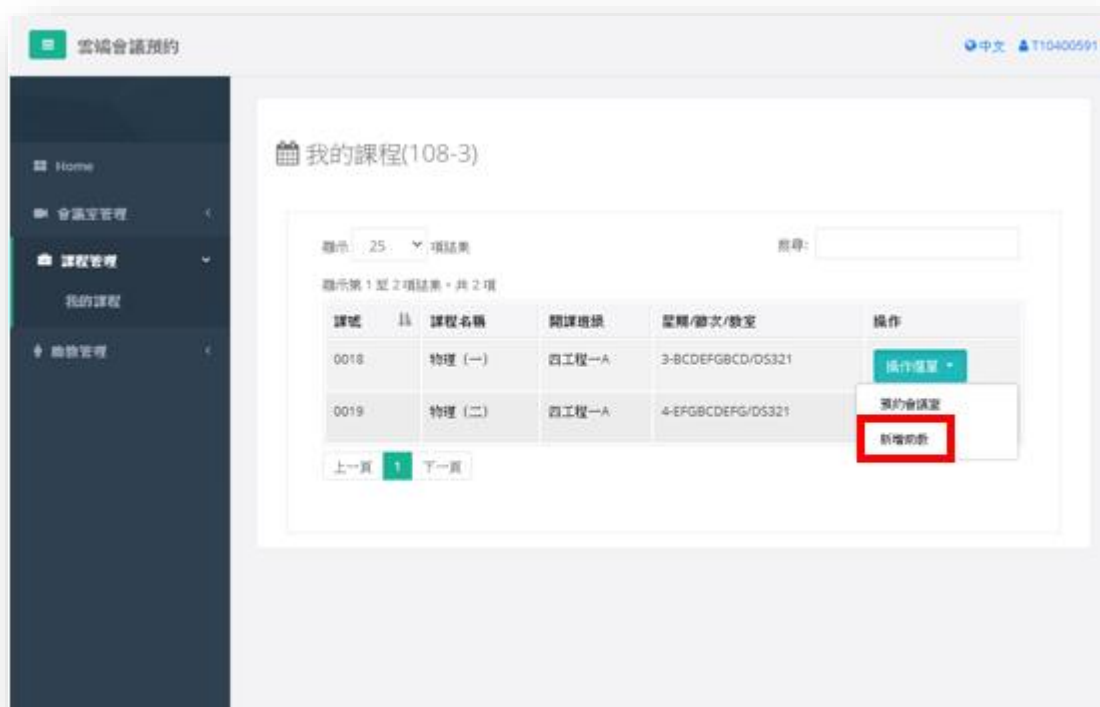 雲端會議預約
中文 T10400591
Home
會議室管理
課程管理
我的課程
助教管理
我的課程(108-3)
顯示 25 項結果
搜尋:
顯示第 1 至 2 項結果，共 2 項
課號 課程名稱 開課班級 星期/節次/教室 操作
0018 物理（一） 四工程一A 3-BCDEFGBCD/DS321 操作選單
0019 物理（二） 四工程一A 4-EFGBCDEFG/DS321
預約會議室
新增助教
上一頁 1 下一頁